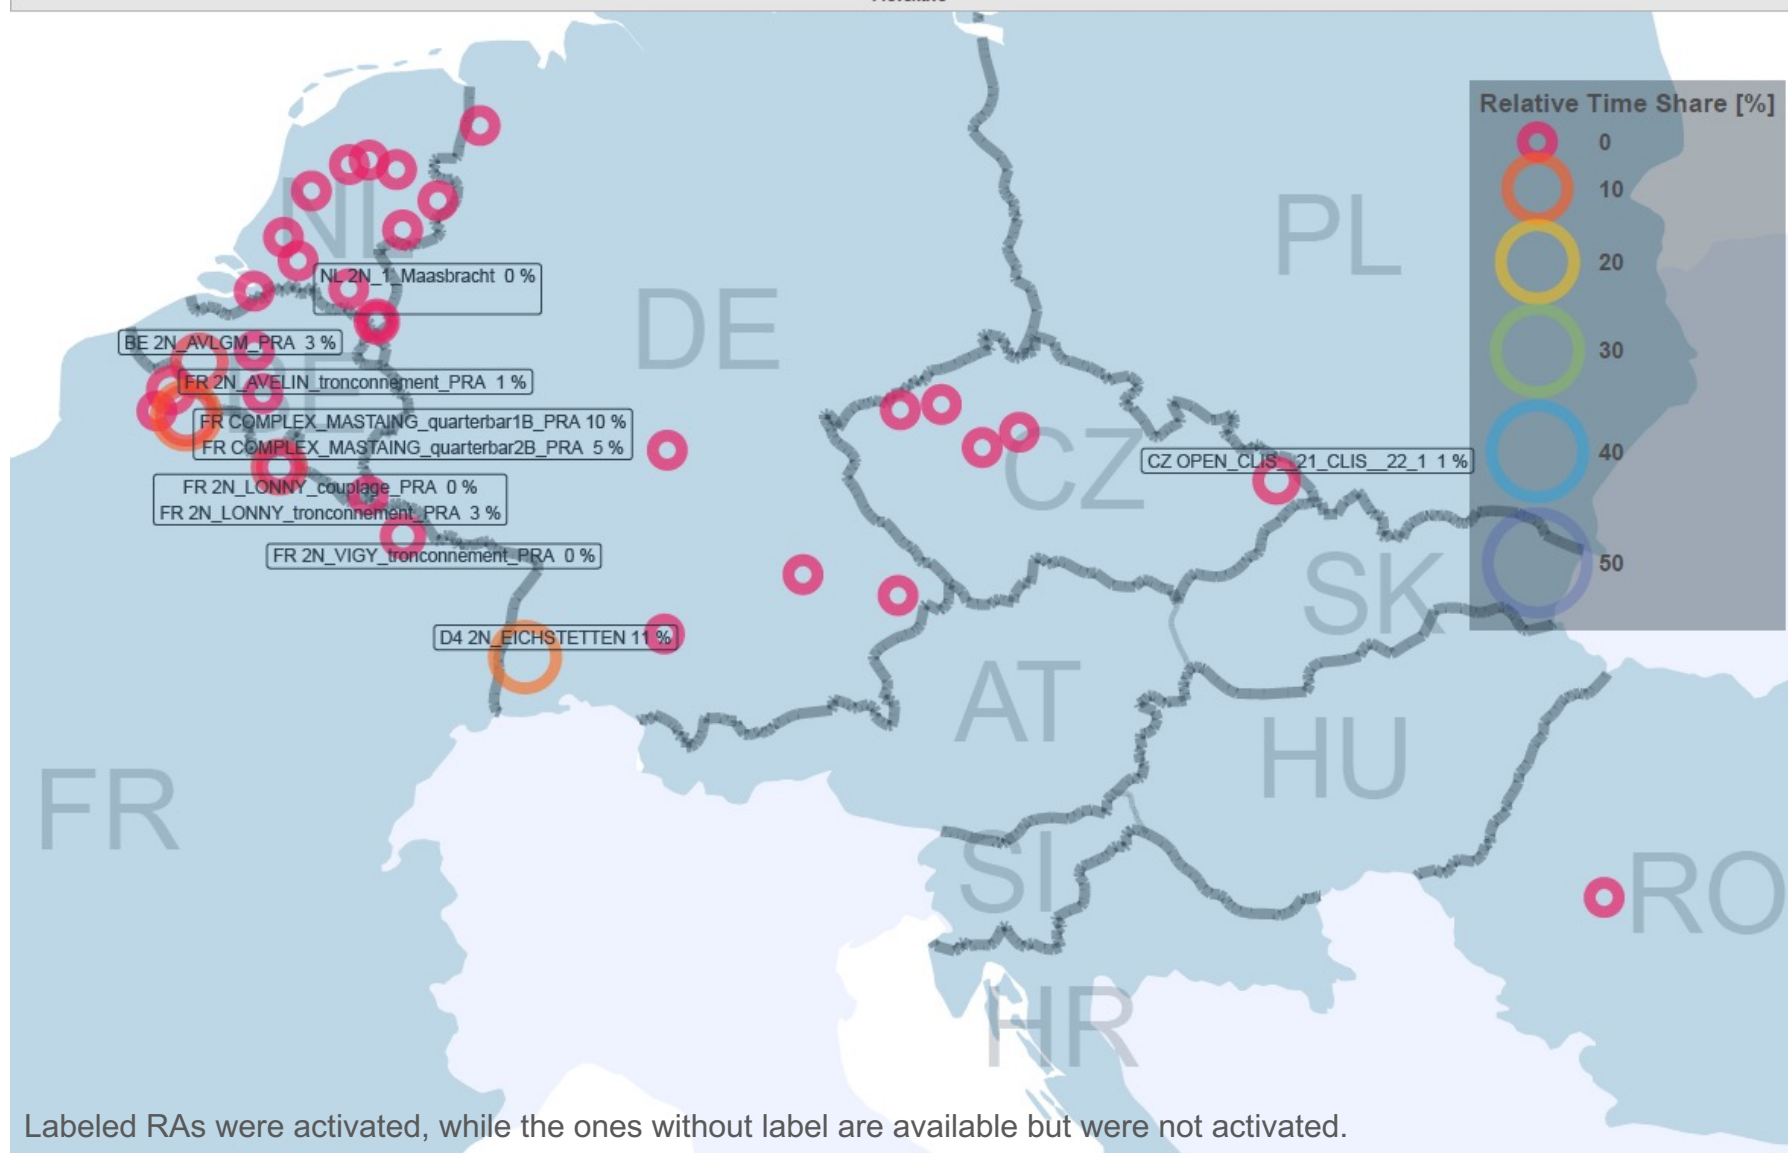 Relative Time Share [%]
0
10
20
30
40
50
NL
PL
DE
NL 2N_1_Maasbracht 0 %
BE 2N_AVLGM_PRA 3 %
BE
FR 2N_AVELIN_tronconnement_PRA 1 %
FR COMPLEX_MASTAING_quarterbar1B_PRA 10 %
FR COMPLEX_MASTAING_quarterbar2B_PRA 5 %
CZ
CZ OPEN_CLIS__21_CLIS__22_1 1 %
FR 2N_LONNY_couplage_PRA 0 %
FR 2N_LONNY_tronconnement_PRA 3 %
FR 2N_VIGY_tronconnement_PRA 0 %
SK
D4 2N_EICHSTETTEN 11 %
AT
HU
FR
SI
RO
HR
Labeled RAs were activated, while the ones without label are available but were not activated.